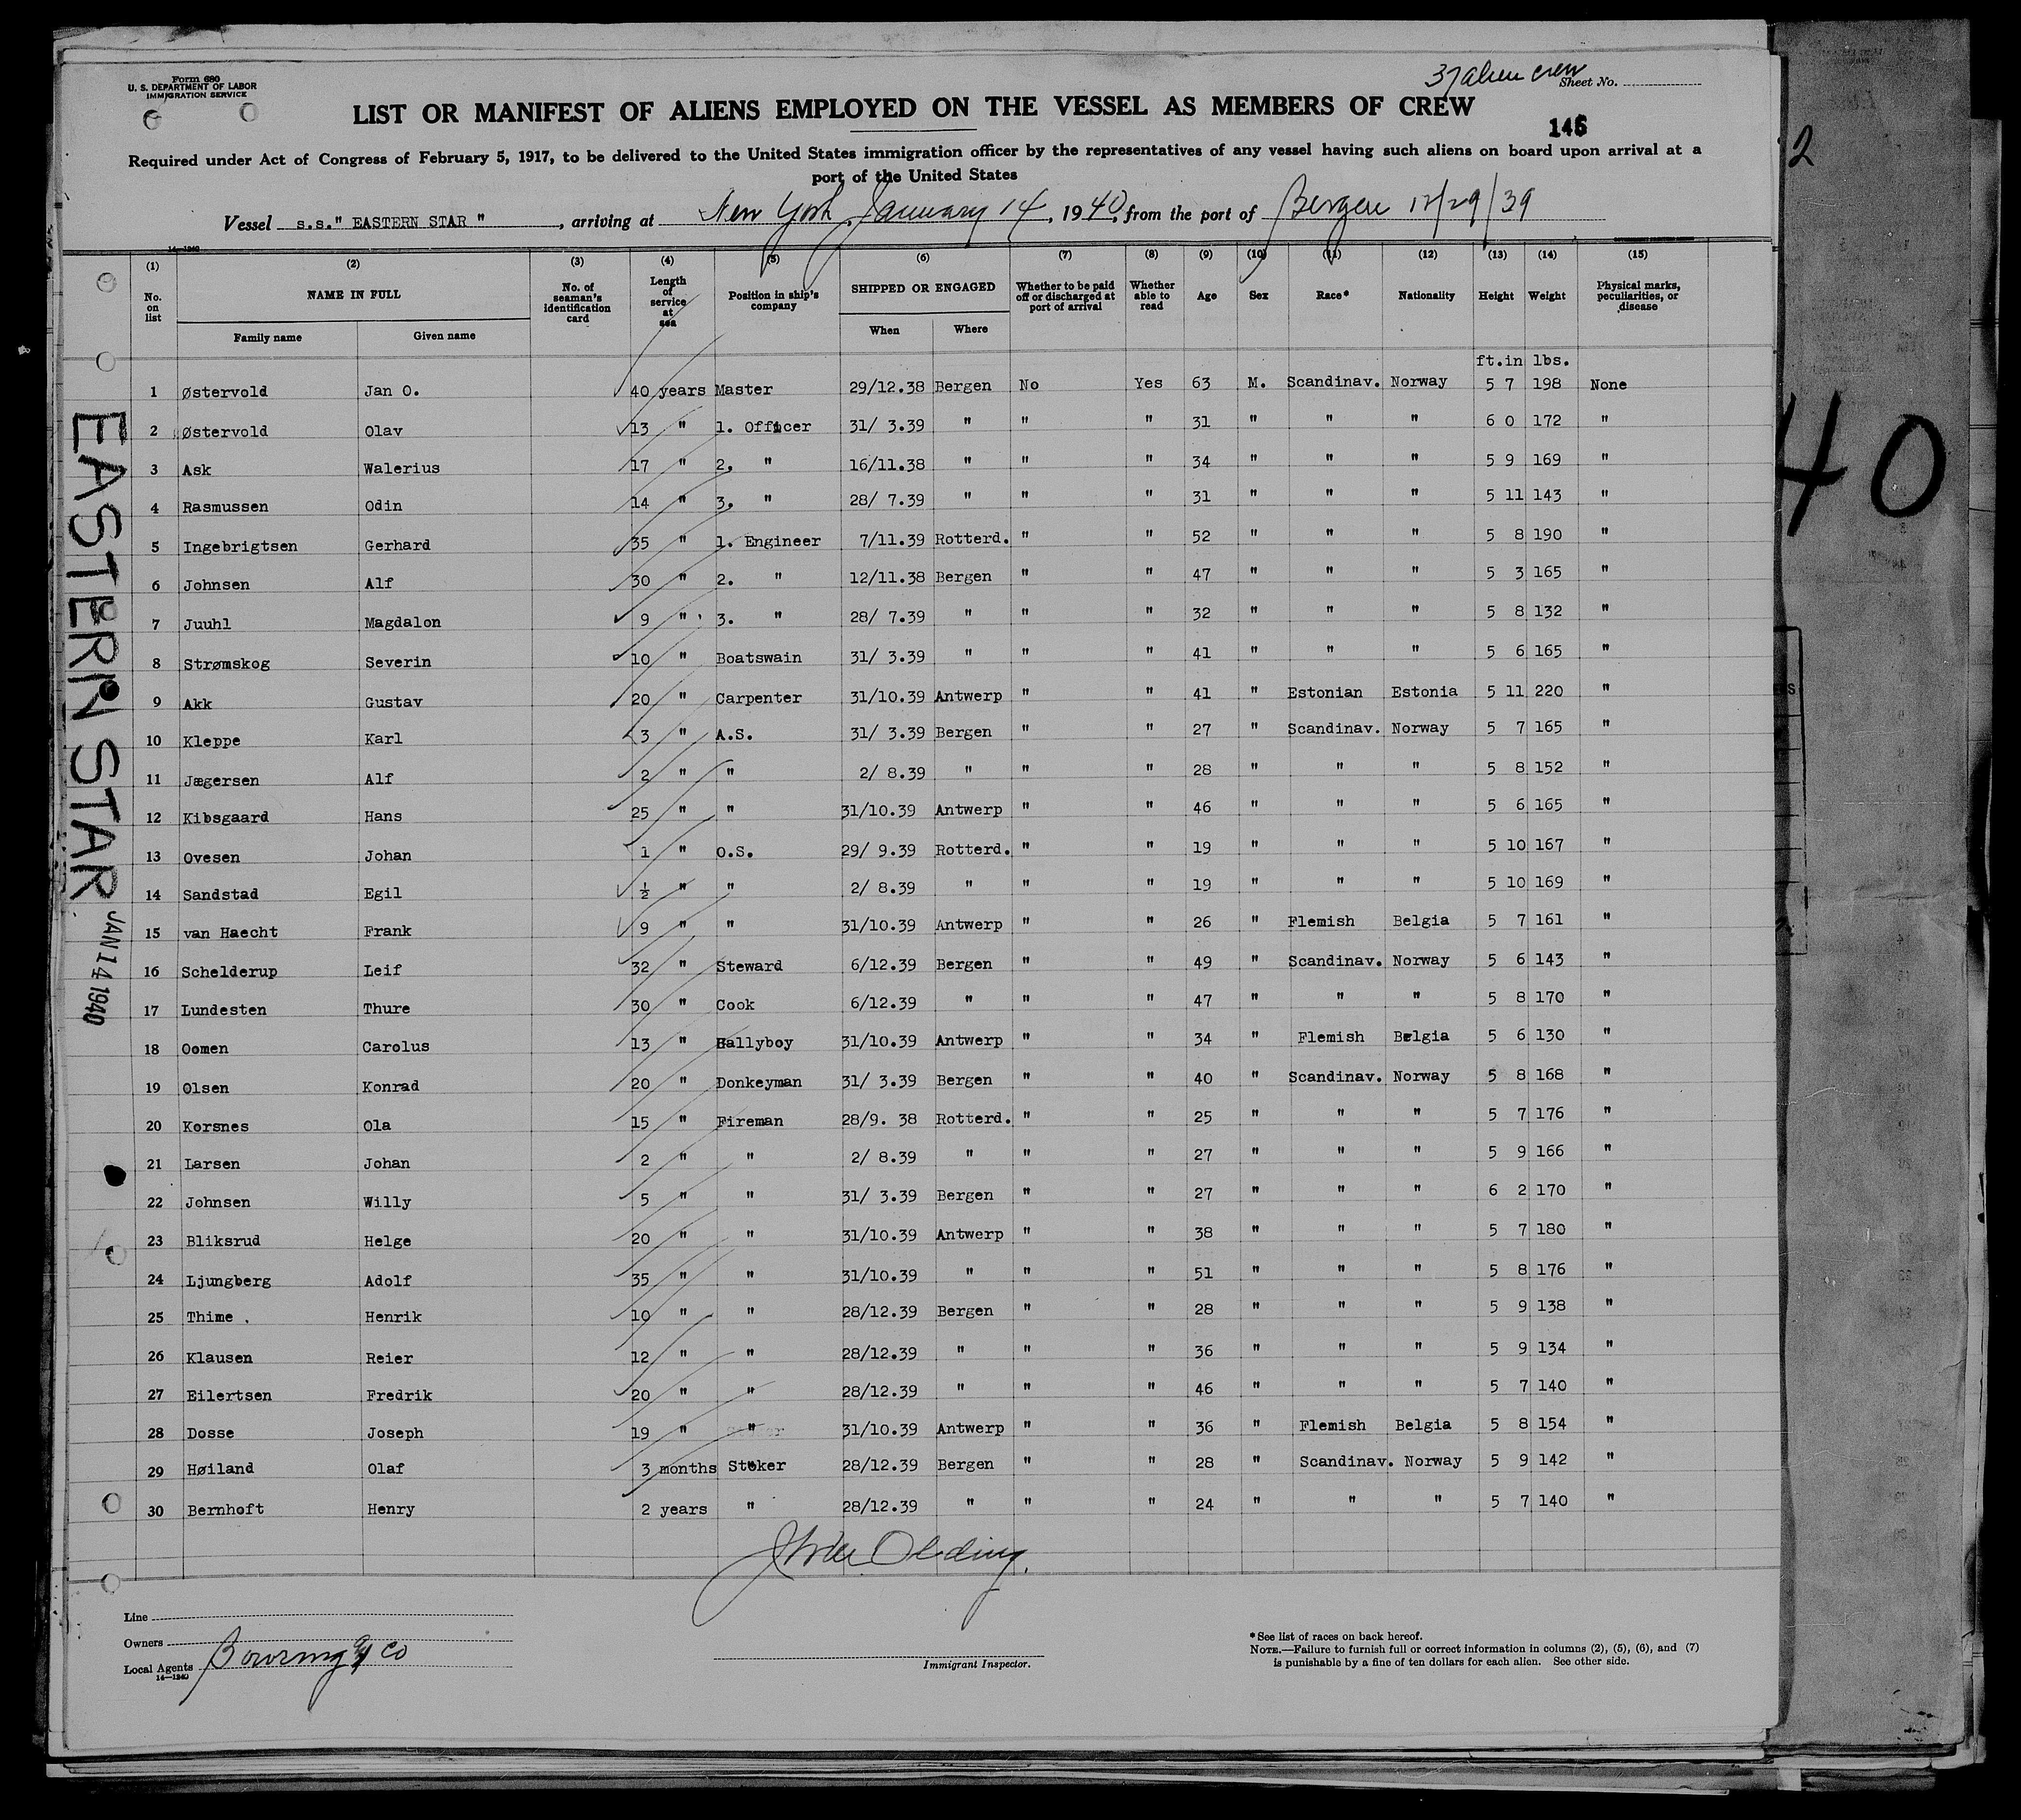 Form 680
U. S. DEPARTMENT OF LABOR
IMMIGRATION SERVICE
37 alien crew
Sheet No.
LIST OR MANIFEST OF ALIENS EMPLOYED ON THE VESSEL AS MEMBERS OF CREW
145
Required under Act of Congress of February 5, 1917, to be delivered to the United States immigration officer by the representatives of any vessel having such aliens on board upon arrival at a
port of the United States
Vessel s.s." EASTERN STAR ", arriving at New York, January 14, 1940, from the port of Bergen 12/29/39
14—1240
(1) (2) (3) (4) (5) (6) (7) (8) (9) (10) (11) (12) (13) (14) (15)
No. on list NAME IN FULL No. of seaman's identification card Length of service at sea Position in ship's company SHIPPED OR ENGAGED Whether to be paid off or discharged at port of arrival Whether able to read Age Sex Race* Nationality Height Weight Physical marks, peculiarities, or disease
Family name Given name When Where
ft.in lbs.
1 Østervold Jan O. 40 years Master 29/12.38 Bergen No Yes 63 M. Scandinav. Norway 5 7 198 None
2 Østervold Olav 13 " 1. Officer 31/ 3.39 " " " 31 " " " 6 0 172 "
3 Ask Walerius 17 " 2. " 16/11.38 " " " 34 " " " 5 9 169 "
4 Rasmussen Odin 14 " 3. " 28/ 7.39 " " " 31 " " " 5 11 143 "
5 Ingebrigtsen Gerhard 35 " 1. Engineer 7/11.39 Rotterd. " " 52 " " " 5 8 190 "
6 Johnsen Alf 30 " 2. " 12/11.38 Bergen " " 47 " " " 5 3 165 "
7 Juuhl Magdalon 9 " 3. " 28/ 7.39 " " " 32 " " " 5 8 132 "
8 Strømskog Severin 10 " Boatswain 31/ 3.39 " " " 41 " " " 5 6 165 "
9 Akk Gustav 20 " Carpenter 31/10.39 Antwerp " " 41 " Estonian Estonia 5 11 220 "
10 Kleppe Karl 3 " A.S. 31/ 3.39 Bergen " " 27 " Scandinav. Norway 5 7 165 "
11 Jægersen Alf 2 " " 2/ 8.39 " " " 28 " " " 5 8 152 "
12 Kibsgaard Hans 25 " " 31/10.39 Antwerp " " 46 " " " 5 6 165 "
13 Ovesen Johan 1 " O.S. 29/ 9.39 Rotterd. " " 19 " " " 5 10 167 "
14 Sandstad Egil ½ " " 2/ 8.39 " " " 19 " " " 5 10 169 "
15 van Haecht Frank 9 " " 31/10.39 Antwerp " " 26 " Flemish Belgia 5 7 161 "
16 Schelderup Leif 32 " Steward 6/12.39 Bergen " " 49 " Scandinav. Norway 5 6 143 "
17 Lundesten Thure 30 " Cook 6/12.39 " " " 47 " " " 5 8 170 "
18 Oomen Carolus 13 " Gallyboy 31/10.39 Antwerp " " 34 " Flemish Belgia 5 6 130 "
19 Olsen Konrad 20 " Donkeyman 31/ 3.39 Bergen " " 40 " Scandinav. Norway 5 8 168 "
20 Korsnes Ola 15 " Fireman 28/9. 38 Rotterd. " " 25 " " " 5 7 176 "
21 Larsen Johan 2 " " 2/ 8.39 " " " 27 " " " 5 9 166 "
22 Johnsen Willy 5 " " 31/ 3.39 Bergen " " 27 " " " 6 2 170 "
23 Bliksrud Helge 20 " " 31/10.39 Antwerp " " 38 " " " 5 7 180 "
24 Ljungberg Adolf 35 " " 31/10.39 " " " 51 " " " 5 8 176 "
25 Thime . Henrik 10 " " 28/12.39 Bergen " " 28 " " " 5 9 138 "
26 Klausen Reier 12 " " 28/12.39 " " " 36 " " " 5 9 134 "
27 Eilertsen Fredrik 20 " " 28/12.39 " " " 46 " " " 5 7 140 "
28 Dosse Joseph 19 " " 31/10.39 Antwerp " " 36 " Flemish Belgia 5 8 154 "
29 Høiland Olaf 3 months Stoker 28/12.39 Bergen " " 28 " Scandinav. Norway 5 9 142 "
30 Bernhoft Henry 2 years " 28/12.39 " " " 24 " " " 5 7 140 "
Line
Owners
Local Agents Bowring & Co
14—1240
Immigrant Inspector.
* See list of races on back hereof.
NOTE.—Failure to furnish full or correct information in columns (2), (5), (6), and (7)
is punishable by a fine of ten dollars for each alien. See other side.
EASTERN STAR JAN 14 1940
2
40